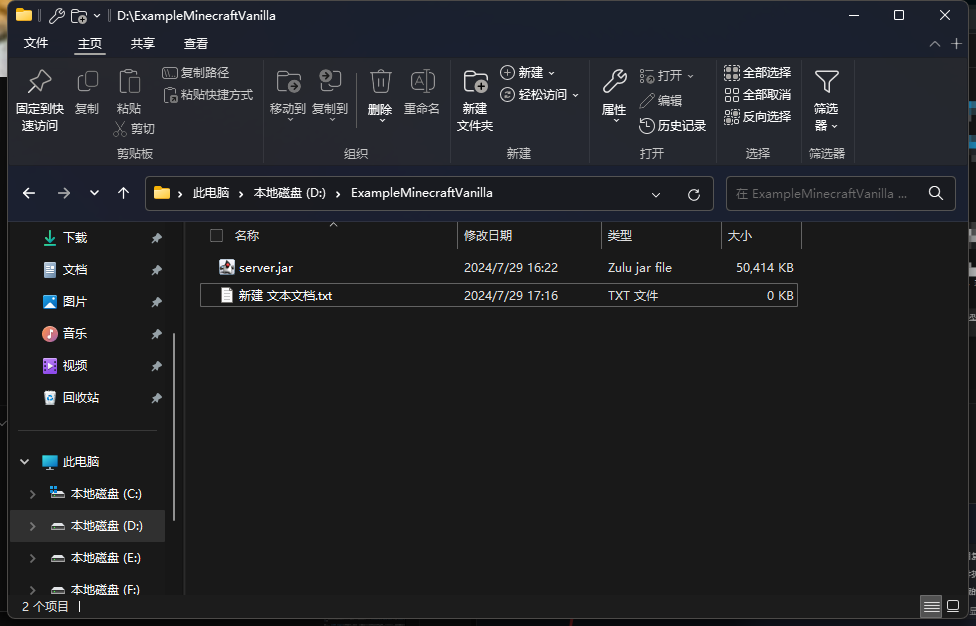 D:\ExampleMinecraftVanilla
文件 主页 共享 查看
固定到快速访问
复制
粘贴
复制路径
粘贴快捷方式
剪切
剪贴板
移动到
复制到
删除
重命名
组织
新建文件夹
新建
轻松访问
新建
属性
打开
编辑
历史记录
打开
全部选择
全部取消
反向选择
选择
筛选器
筛选器
此电脑 本地磁盘 (D:) ExampleMinecraftVanilla
在 ExampleMinecraftVanilla ...
下载
文档
图片
音乐
视频
回收站
此电脑
本地磁盘 (C:)
本地磁盘 (D:)
本地磁盘 (E:)
本地磁盘 (F:)
名称 修改日期 类型 大小
server.jar 2024/7/29 16:22 Zulu jar file 50,414 KB
新建 文本文档.txt 2024/7/29 17:16 TXT 文件 0 KB
2 个项目